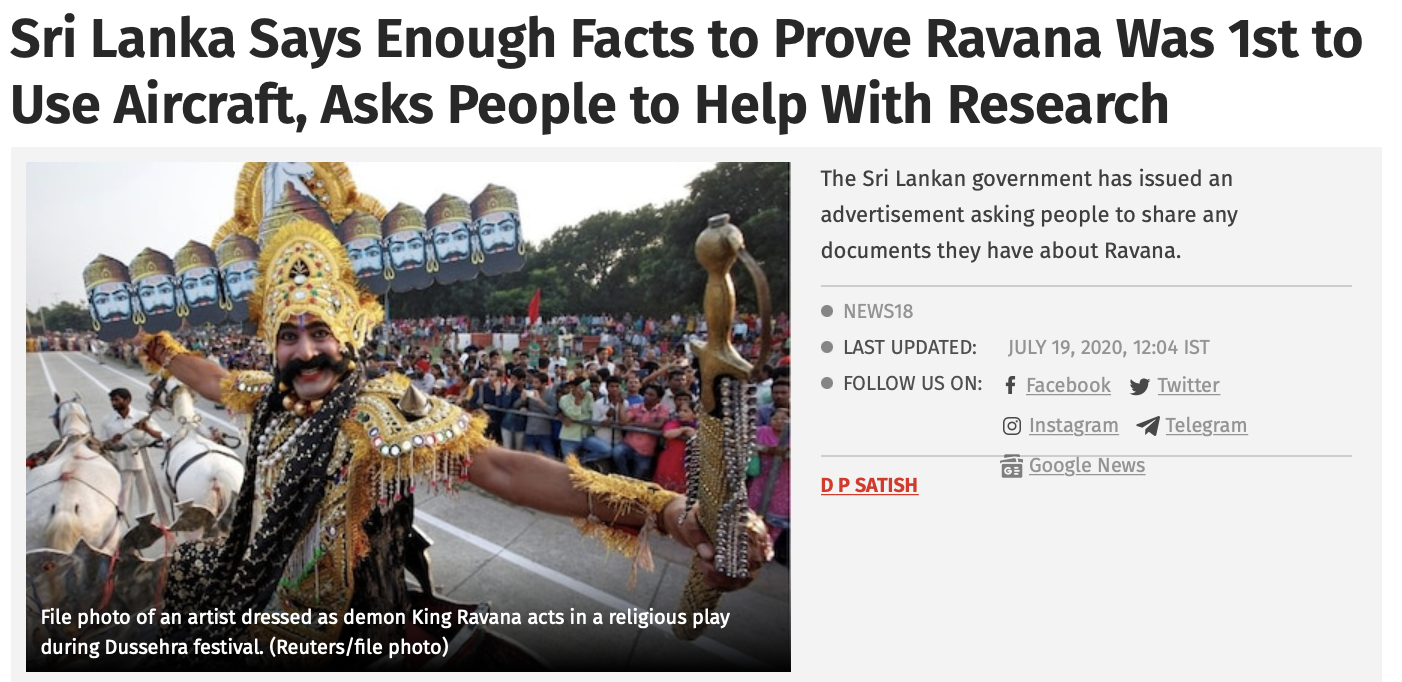 Sri Lanka Says Enough Facts to Prove Ravana Was 1st to
Use Aircraft, Asks People to Help With Research
File photo of an artist dressed as demon King Ravana acts in a religious play
during Dussehra festival. (Reuters/file photo)
The Sri Lankan government has issued an
advertisement asking people to share any
documents they have about Ravana.
NEWS18
LAST UPDATED: JULY 19, 2020, 12:04 IST
FOLLOW US ON: Facebook Twitter
Instagram Telegram
Google News
D P SATISH